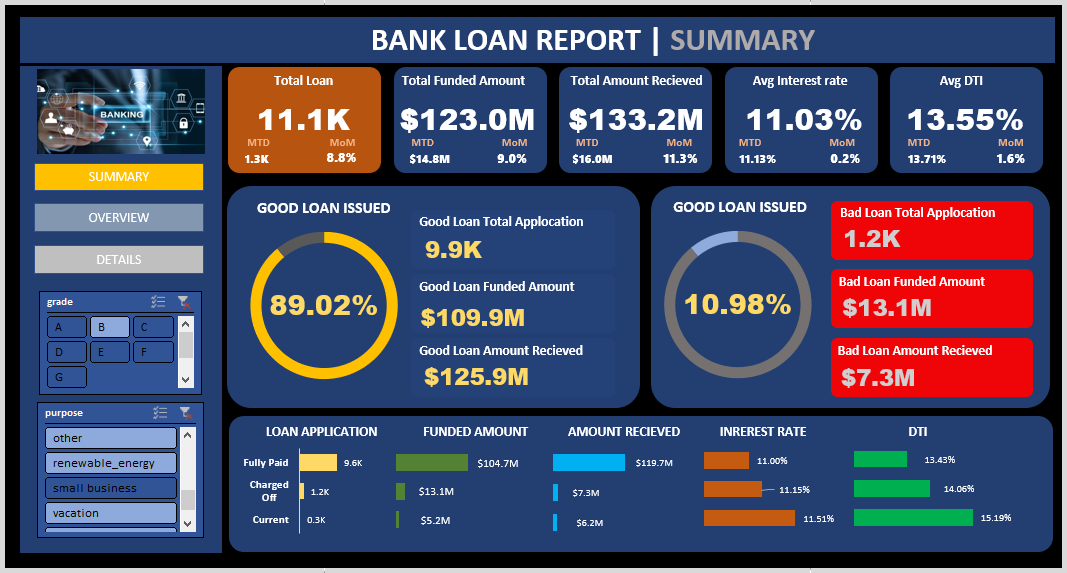 BANK LOAN REPORT | SUMMARY
BANKING
SUMMARY
OVERVIEW
DETAILS
grade
A B C
D E F
G
purpose
other
renewable_energy
small business
vacation
Total Loan
11.1K
MTD MoM
1.3K 8.8%
Total Funded Amount
$123.0M
MTD MoM
$14.8M 9.0%
Total Amount Recieved
$133.2M
MTD MoM
$16.0M 11.3%
Avg Interest rate
11.03%
MTD MoM
11.13% 0.2%
Avg DTI
13.55%
MTD MoM
13.71% 1.6%
GOOD LOAN ISSUED
89.02%
Good Loan Total Applocation
9.9K
Good Loan Funded Amount
$109.9M
Good Loan Amount Recieved
$125.9M
GOOD LOAN ISSUED
10.98%
Bad Loan Total Applocation
1.2K
Bad Loan Funded Amount
$13.1M
Bad Loan Amount Recieved
$7.3M
LOAN APPLICATION FUNDED AMOUNT AMOUNT RECIEVED INREREST RATE DTI
Fully Paid 9.6K $104.7M $119.7M 11.00% 13.43%
Charged
Off 1.2K $13.1M $7.3M 11.15% 14.06%
Current 0.3K $5.2M $6.2M 11.51% 15.19%